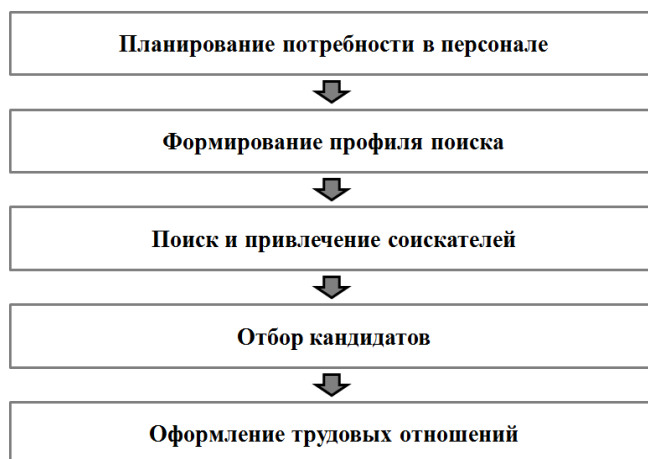 Планирование потребности в персонале
Формирование профиля поиска
Поиск и привлечение соискателей
Отбор кандидатов
Оформление трудовых отношений